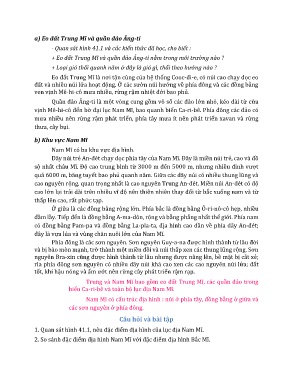 a) Eo đất Trung Mĩ và quần đảo Ăng-ti
- Quan sát hình 41.1 và các kiến thức đã học, cho biết :
+ Eo đất Trung Mĩ và quần đảo Ăng-ti nằm trong môi trường nào ?
+ Loại gió thổi quanh năm ở đây là gió gì, thổi theo hướng nào ?
Eo đất Trung Mĩ là nơi tận cùng của hệ thống Cooc-đi-e, có núi cao chạy dọc eo
đất và nhiều núi lửa hoạt động. Ở các sườn núi hướng về phía đông và các đồng bằng
ven vịnh Mê-hi-cô mưa nhiều, rừng rậm nhiệt đới bao phủ.
Quần đảo Ăng-ti là một vòng cung gồm vô số các đảo lớn nhỏ, kéo dài từ cửa
vịnh Mê-hi-cô đến bờ đại lục Nam Mĩ, bao quanh biển Ca-ri-bê. Phía đông các đảo có
mưa nhiều nên rừng rậm phát triển, phía tây mưa ít nên phát triển xavan và rừng
thưa, cây bụi.
b) Khu vực Nam Mĩ
Nam Mĩ có ba khu vực địa hình.
Dãy núi trẻ An-đét chạy dọc phía tây của Nam Mĩ. Đây là miền núi trẻ, cao và đồ
sộ nhất châu Mĩ. Độ cao trung bình từ 3000 m đến 5000 m, nhưng nhiều đỉnh vượt
quá 6000 m, băng tuyết bao phủ quanh năm. Giữa các dãy núi có nhiều thung lũng và
cao nguyên rộng, quan trọng nhất là cao nguyên Trung An-đét. Miền núi An-đét có độ
cao lớn lại trải dài trên nhiều vĩ độ nên thiên nhiên thay đổi từ bắc xuống nam và từ
thấp lên cao, rất phức tạp.
Ở giữa là các đồng bằng rộng lớn. Phía bắc là đồng bằng Ô-ri-nô-cô hẹp, nhiều
đầm lầy. Tiếp đến là đồng bằng A-ma-dôn, rộng và bằng phẳng nhất thế giới. Phía nam
có đồng bằng Pam-pa và đồng bằng La-pla-ta, địa hình cao dần về phía dãy An-đét;
đây là vựa lúa và vùng chăn nuôi lớn của Nam Mĩ.
Phía đông là các sơn nguyên. Sơn nguyên Guy-a-na được hình thành từ lâu đời
và bị bào mòn mạnh, trở thành một miền đồi và núi thấp xen các thung lũng rộng. Sơn
nguyên Bra-xin cũng được hình thành từ lâu nhưng được nâng lên, bề mặt bị cắt xẻ;
rìa phía đông sơn nguyên có nhiều dãy núi khá cao xen các cao nguyên núi lửa; đất
tốt, khí hậu nóng và ẩm ướt nên rừng cây phát triển rậm rạp.
Trung và Nam Mĩ bao gồm eo đất Trung Mĩ, các quần đảo trong
biển Ca-ri-bê và toàn bộ lục địa Nam Mĩ.
Nam Mĩ có cấu trúc địa hình : núi ở phía tây, đồng bằng ở giữa và
các sơn nguyên ở phía đông.
Câu hỏi và bài tập
1. Quan sát hình 41.1, nêu đặc điểm địa hình của lục địa Nam Mĩ.
2. So sánh đặc điểm địa hình Nam Mĩ với đặc điểm địa hình Bắc Mĩ.